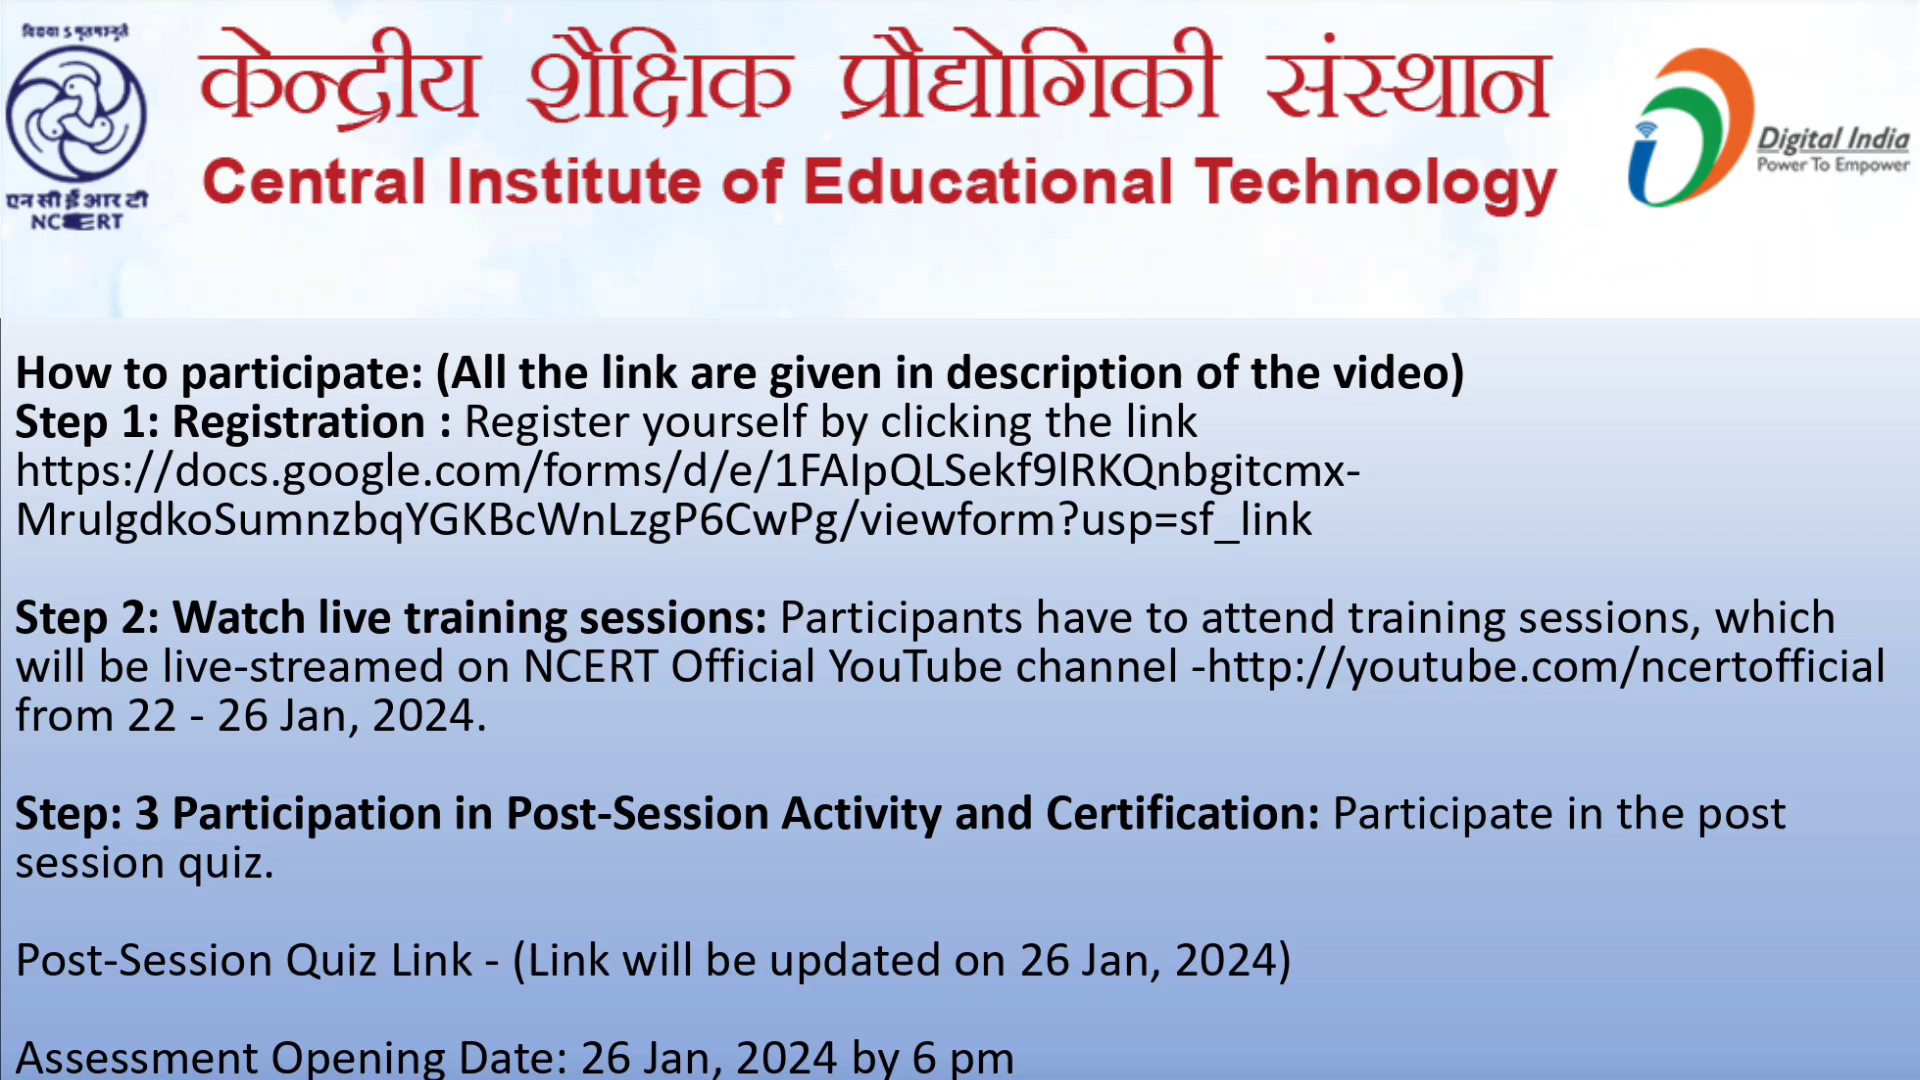 विद्यया ऽ मृतमश्नुते
एन सी ई आर टी
NCERT
केन्द्रीय शैक्षिक प्रौद्योगिकी संस्थान
Central Institute of Educational Technology
Digital India
Power To Empower
How to participate: (All the link are given in description of the video)
Step 1: Registration : Register yourself by clicking the link
https://docs.google.com/forms/d/e/1FAIpQLSekf9lRKQnbgitcmx-
MrulgdkoSumnzbqYGKBcWnLzgP6CwPg/viewform?usp=sf_link
Step 2: Watch live training sessions: Participants have to attend training sessions, which
will be live-streamed on NCERT Official YouTube channel -http://youtube.com/ncertofficial
from 22 - 26 Jan, 2024.
Step: 3 Participation in Post-Session Activity and Certification: Participate in the post
session quiz.
Post-Session Quiz Link - (Link will be updated on 26 Jan, 2024)
Assessment Opening Date: 26 Jan, 2024 by 6 pm